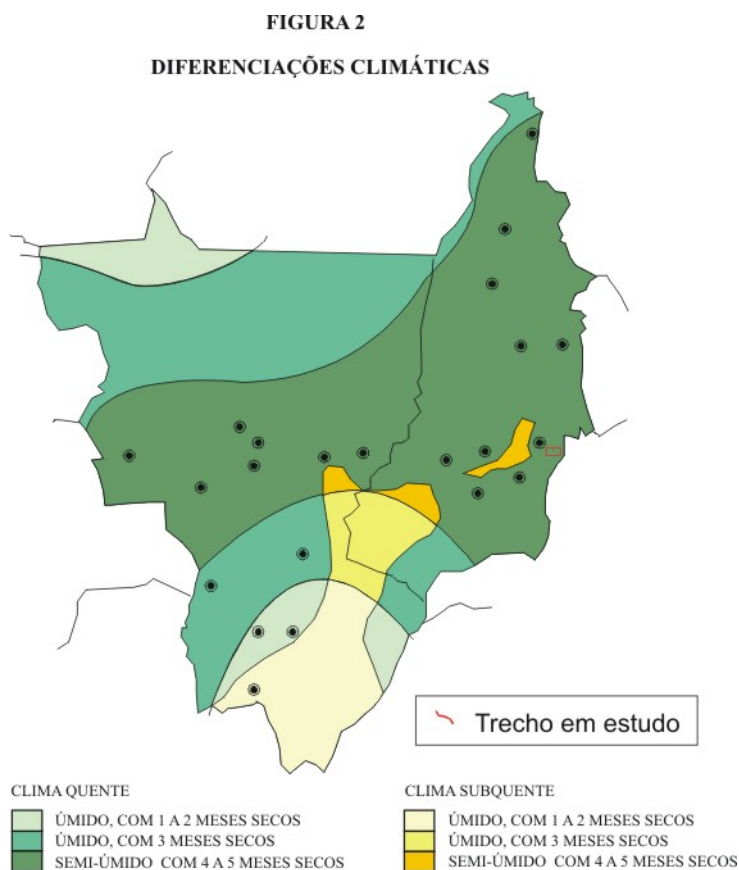 FIGURA 2
DIFERENCIAÇÕES CLIMÁTICAS
Trecho em estudo
CLIMA QUENTE
ÚMIDO, COM 1 A 2 MESES SECOS
ÚMIDO, COM 3 MESES SECOS
SEMI-ÚMIDO COM 4 A 5 MESES SECOS
CLIMA SUBQUENTE
ÚMIDO, COM 1 A 2 MESES SECOS
ÚMIDO, COM 3 MESES SECOS
SEMI-ÚMIDO COM 4 A 5 MESES SECOS